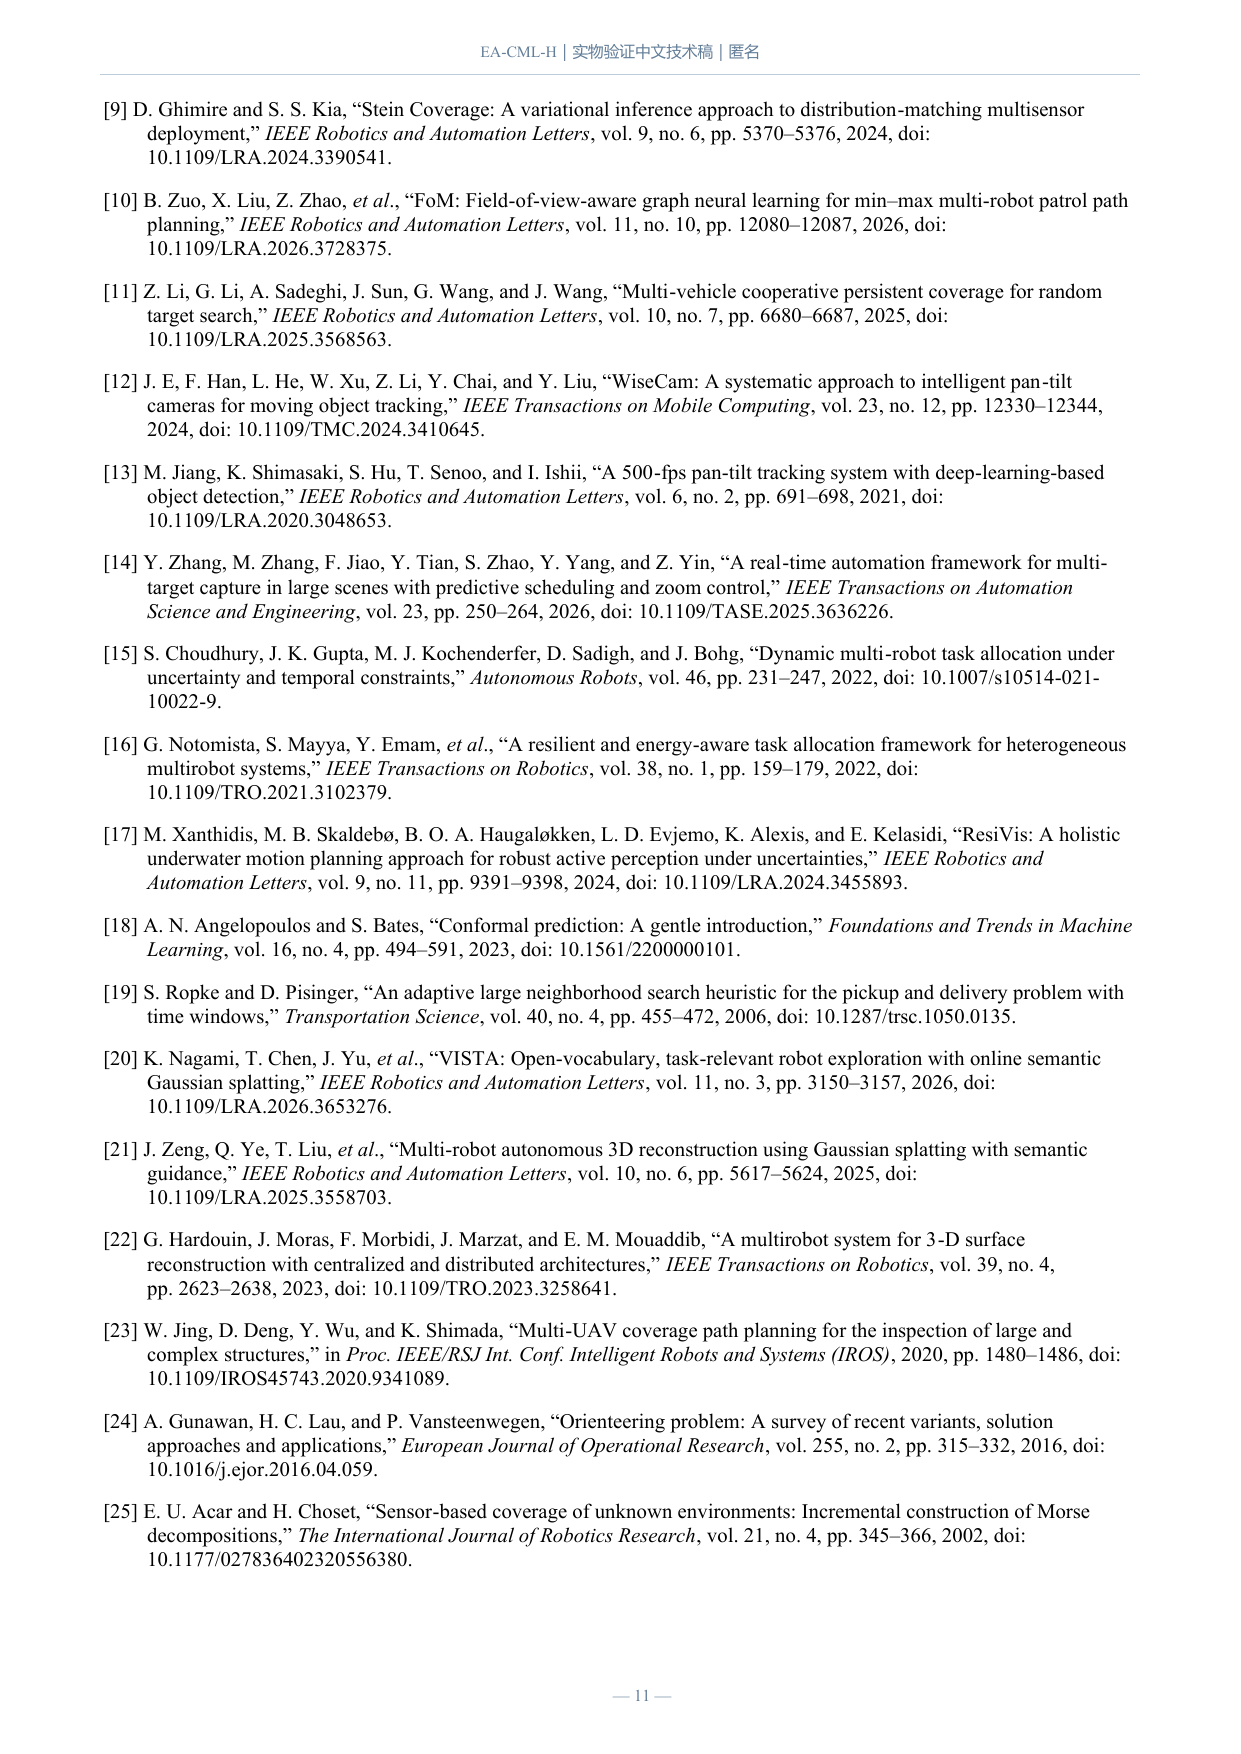 EA-CML-H | 实物验证中文技术稿 | 匿名
[9] D. Ghimire and S. S. Kia, “Stein Coverage: A variational inference approach to distribution-matching multisensor
deployment,” IEEE Robotics and Automation Letters, vol. 9, no. 6, pp. 5370–5376, 2024, doi:
10.1109/LRA.2024.3390541.
[10] B. Zuo, X. Liu, Z. Zhao, et al., “FoM: Field-of-view-aware graph neural learning for min–max multi-robot patrol path
planning,” IEEE Robotics and Automation Letters, vol. 11, no. 10, pp. 12080–12087, 2026, doi:
10.1109/LRA.2026.3728375.
[11] Z. Li, G. Li, A. Sadeghi, J. Sun, G. Wang, and J. Wang, “Multi-vehicle cooperative persistent coverage for random
target search,” IEEE Robotics and Automation Letters, vol. 10, no. 7, pp. 6680–6687, 2025, doi:
10.1109/LRA.2025.3568563.
[12] J. E, F. Han, L. He, W. Xu, Z. Li, Y. Chai, and Y. Liu, “WiseCam: A systematic approach to intelligent pan-tilt
cameras for moving object tracking,” IEEE Transactions on Mobile Computing, vol. 23, no. 12, pp. 12330–12344,
2024, doi: 10.1109/TMC.2024.3410645.
[13] M. Jiang, K. Shimasaki, S. Hu, T. Senoo, and I. Ishii, “A 500-fps pan-tilt tracking system with deep-learning-based
object detection,” IEEE Robotics and Automation Letters, vol. 6, no. 2, pp. 691–698, 2021, doi:
10.1109/LRA.2020.3048653.
[14] Y. Zhang, M. Zhang, F. Jiao, Y. Tian, S. Zhao, Y. Yang, and Z. Yin, “A real-time automation framework for multi-
target capture in large scenes with predictive scheduling and zoom control,” IEEE Transactions on Automation
Science and Engineering, vol. 23, pp. 250–264, 2026, doi: 10.1109/TASE.2025.3636226.
[15] S. Choudhury, J. K. Gupta, M. J. Kochenderfer, D. Sadigh, and J. Bohg, “Dynamic multi-robot task allocation under
uncertainty and temporal constraints,” Autonomous Robots, vol. 46, pp. 231–247, 2022, doi: 10.1007/s10514-021-
10022-9.
[16] G. Notomista, S. Mayya, Y. Emam, et al., “A resilient and energy-aware task allocation framework for heterogeneous
multirobot systems,” IEEE Transactions on Robotics, vol. 38, no. 1, pp. 159–179, 2022, doi:
10.1109/TRO.2021.3102379.
[17] M. Xanthidis, M. B. Skaldebø, B. O. A. Haugaløkken, L. D. Evjemo, K. Alexis, and E. Kelasidi, “ResiVis: A holistic
underwater motion planning approach for robust active perception under uncertainties,” IEEE Robotics and
Automation Letters, vol. 9, no. 11, pp. 9391–9398, 2024, doi: 10.1109/LRA.2024.3455893.
[18] A. N. Angelopoulos and S. Bates, “Conformal prediction: A gentle introduction,” Foundations and Trends in Machine
Learning, vol. 16, no. 4, pp. 494–591, 2023, doi: 10.1561/2200000101.
[19] S. Ropke and D. Pisinger, “An adaptive large neighborhood search heuristic for the pickup and delivery problem with
time windows,” Transportation Science, vol. 40, no. 4, pp. 455–472, 2006, doi: 10.1287/trsc.1050.0135.
[20] K. Nagami, T. Chen, J. Yu, et al., “VISTA: Open-vocabulary, task-relevant robot exploration with online semantic
Gaussian splatting,” IEEE Robotics and Automation Letters, vol. 11, no. 3, pp. 3150–3157, 2026, doi:
10.1109/LRA.2026.3653276.
[21] J. Zeng, Q. Ye, T. Liu, et al., “Multi-robot autonomous 3D reconstruction using Gaussian splatting with semantic
guidance,” IEEE Robotics and Automation Letters, vol. 10, no. 6, pp. 5617–5624, 2025, doi:
10.1109/LRA.2025.3558703.
[22] G. Hardouin, J. Moras, F. Morbidi, J. Marzat, and E. M. Mouaddib, “A multirobot system for 3-D surface
reconstruction with centralized and distributed architectures,” IEEE Transactions on Robotics, vol. 39, no. 4,
pp. 2623–2638, 2023, doi: 10.1109/TRO.2023.3258641.
[23] W. Jing, D. Deng, Y. Wu, and K. Shimada, “Multi-UAV coverage path planning for the inspection of large and
complex structures,” in Proc. IEEE/RSJ Int. Conf. Intelligent Robots and Systems (IROS), 2020, pp. 1480–1486, doi:
10.1109/IROS45743.2020.9341089.
[24] A. Gunawan, H. C. Lau, and P. Vansteenwegen, “Orienteering problem: A survey of recent variants, solution
approaches and applications,” European Journal of Operational Research, vol. 255, no. 2, pp. 315–332, 2016, doi:
10.1016/j.ejor.2016.04.059.
[25] E. U. Acar and H. Choset, “Sensor-based coverage of unknown environments: Incremental construction of Morse
decompositions,” The International Journal of Robotics Research, vol. 21, no. 4, pp. 345–366, 2002, doi:
10.1177/027836402320556380.
— 11 —